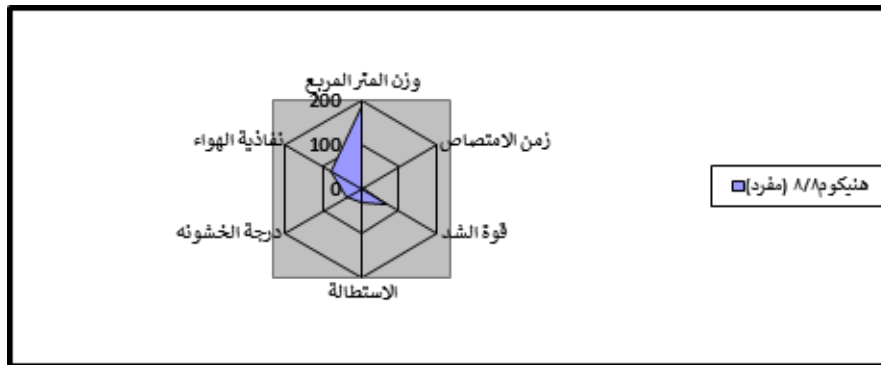 وزن المتر المربع
200
نفاذية الهواء
100
زمن الامتصاص
0
هنيكوم٨/٨ (مفرد)
درجة الخشونه
قوة الشد
الاستطالة